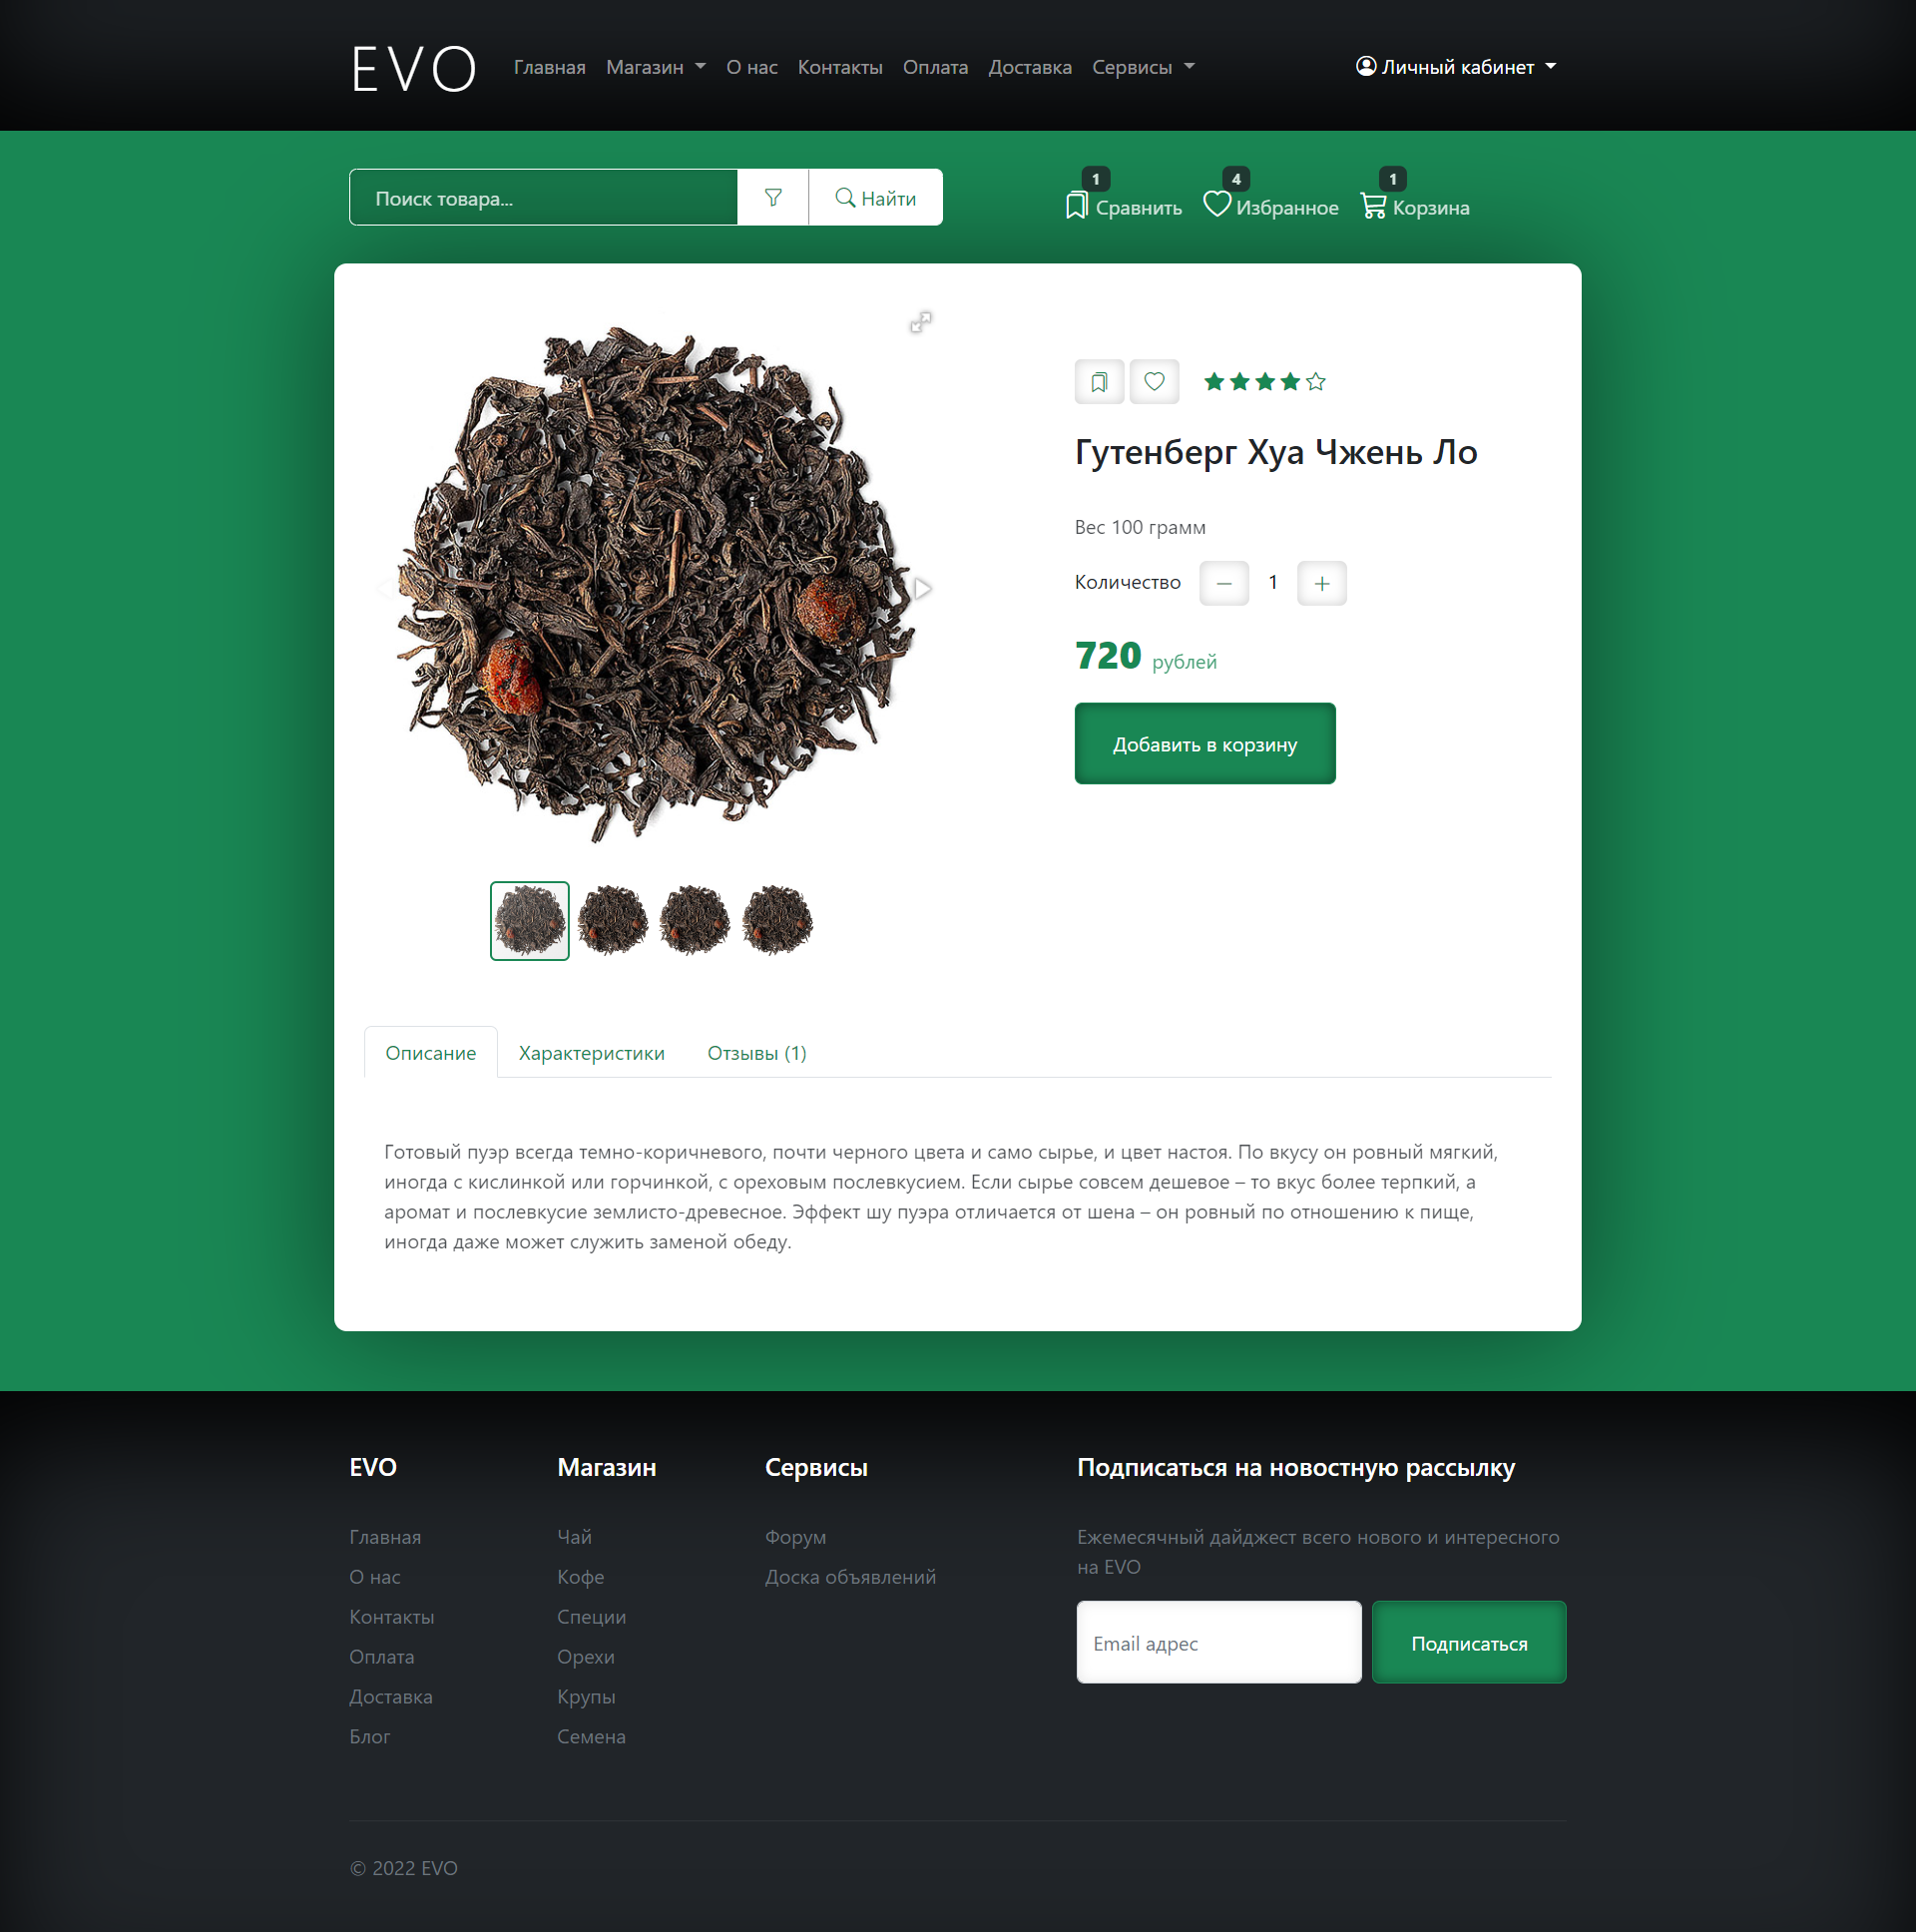 EVO
Главная Магазин О нас Контакты Оплата Доставка Сервисы Личный кабинет
Поиск товара... Найти
1 4 1
Сравнить Избранное Корзина
Гутенберг Хуа Чжень Ло
Вес 100 грамм
Количество − 1 +
720 рублей
Добавить в корзину
Описание Характеристики Отзывы (1)
Готовый пуэр всегда темно-коричневого, почти черного цвета и само сырье, и цвет настоя. По вкусу он ровный мягкий,
иногда с кислинкой или горчинкой, с ореховым послевкусием. Если сырье совсем дешевое – то вкус более терпкий, а
аромат и послевкусие землисто-древесное. Эффект шу пуэра отличается от шена – он ровный по отношению к пище,
иногда даже может служить заменой обеду.
EVO
Главная
О нас
Контакты
Оплата
Доставка
Блог
Магазин
Чай
Кофе
Специи
Орехи
Крупы
Семена
Сервисы
Форум
Доска объявлений
Подписаться на новостную рассылку
Ежемесячный дайджест всего нового и интересного
на EVO
Email адрес Подписаться
© 2022 EVO